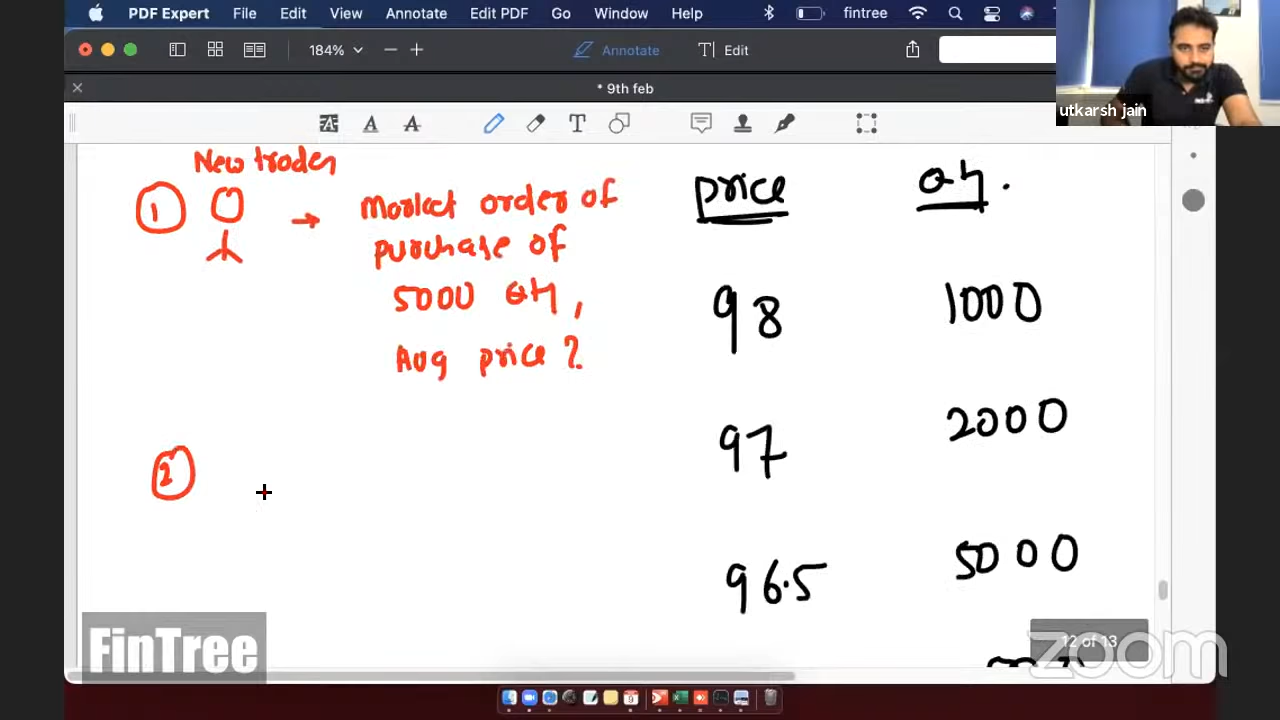 PDF Expert File Edit View Annotate Edit PDF Go Window Help fintree
184% Annotate T| Edit
* 9th feb
utkarsh jain
New trader
1 → Market order of
purchase of
5000 Qty,
Avg price ?
2
price Qty.
98 1000
97 2000
96.5 5000
FinTree
12 of 13
zoom